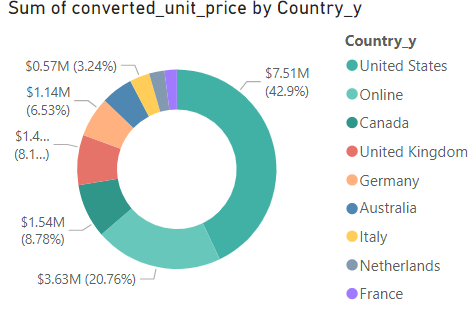 Sum of converted_unit_price by Country_y
$0.57M (3.24%)
$1.14M
(6.53%)
$1.4...
(8.1...)
$1.54M
(8.78%)
$3.63M (20.76%)
$7.51M
(42.9%)
Country_y
United States
Online
Canada
United Kingdom
Germany
Australia
Italy
Netherlands
France